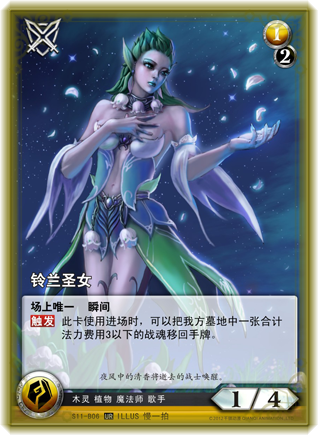 1
2
铃兰圣女
场上唯一 瞬间
触发 此卡使用进场时，可以把我方墓地中一张合计
法力费用3以下的战魂移回手牌。
夜风中的清香将逝去的战士唤醒。
木灵 植物 魔法师 歌手
S11-006 UR ILLUS 慢一拍
1/4